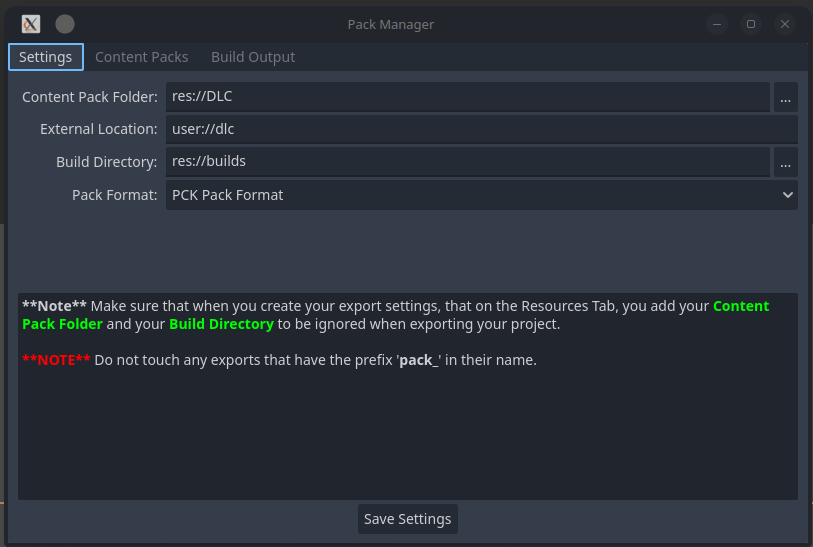 Pack Manager
Settings Content Packs Build Output
Content Pack Folder: res://DLC ...
External Location: user://dlc
Build Directory: res://builds ...
Pack Format: PCK Pack Format
**Note** Make sure that when you create your export settings, that on the Resources Tab, you add your Content
Pack Folder and your Build Directory to be ignored when exporting your project.
**NOTE** Do not touch any exports that have the prefix 'pack_' in their name.
Save Settings